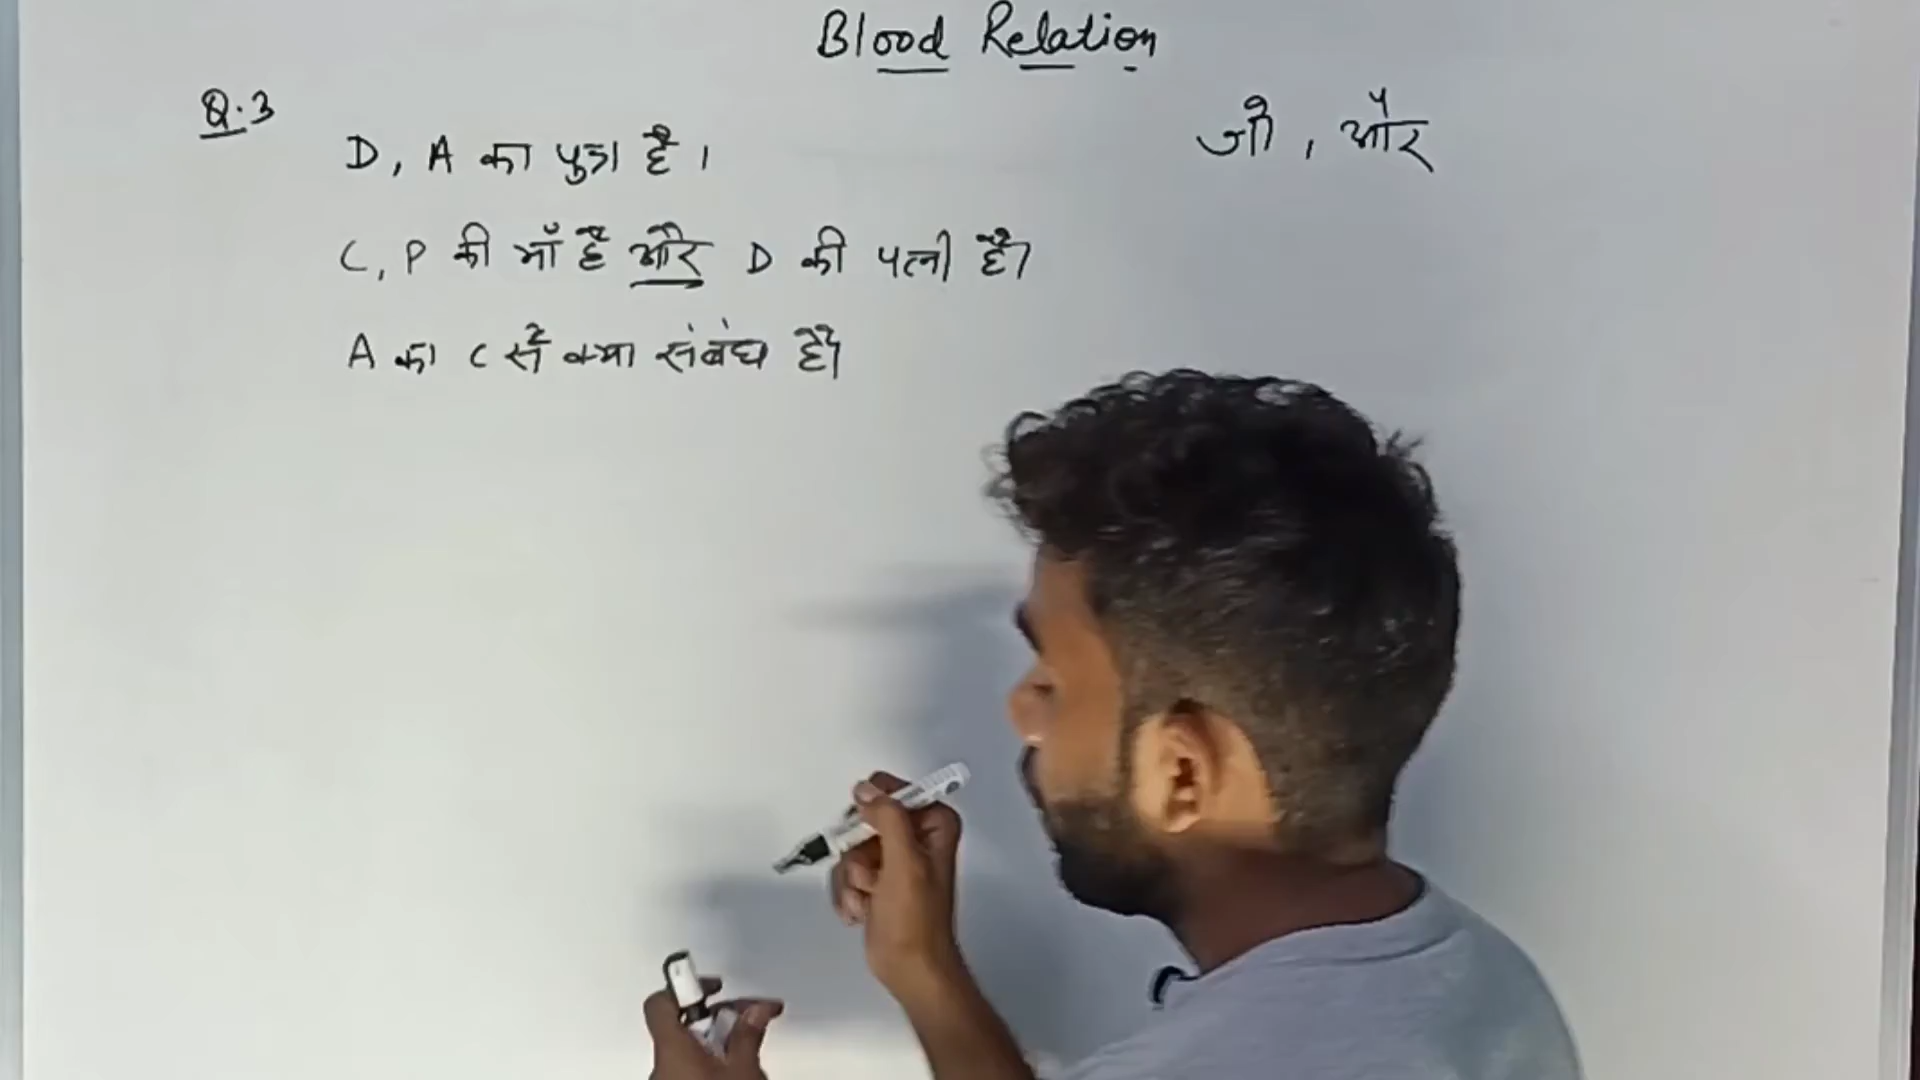 Blood Relation
Q.3
D, A का पुत्र है।
C, P की माँ है और D की पत्नी है।
A का C से क्या संबंध है?
जो, और